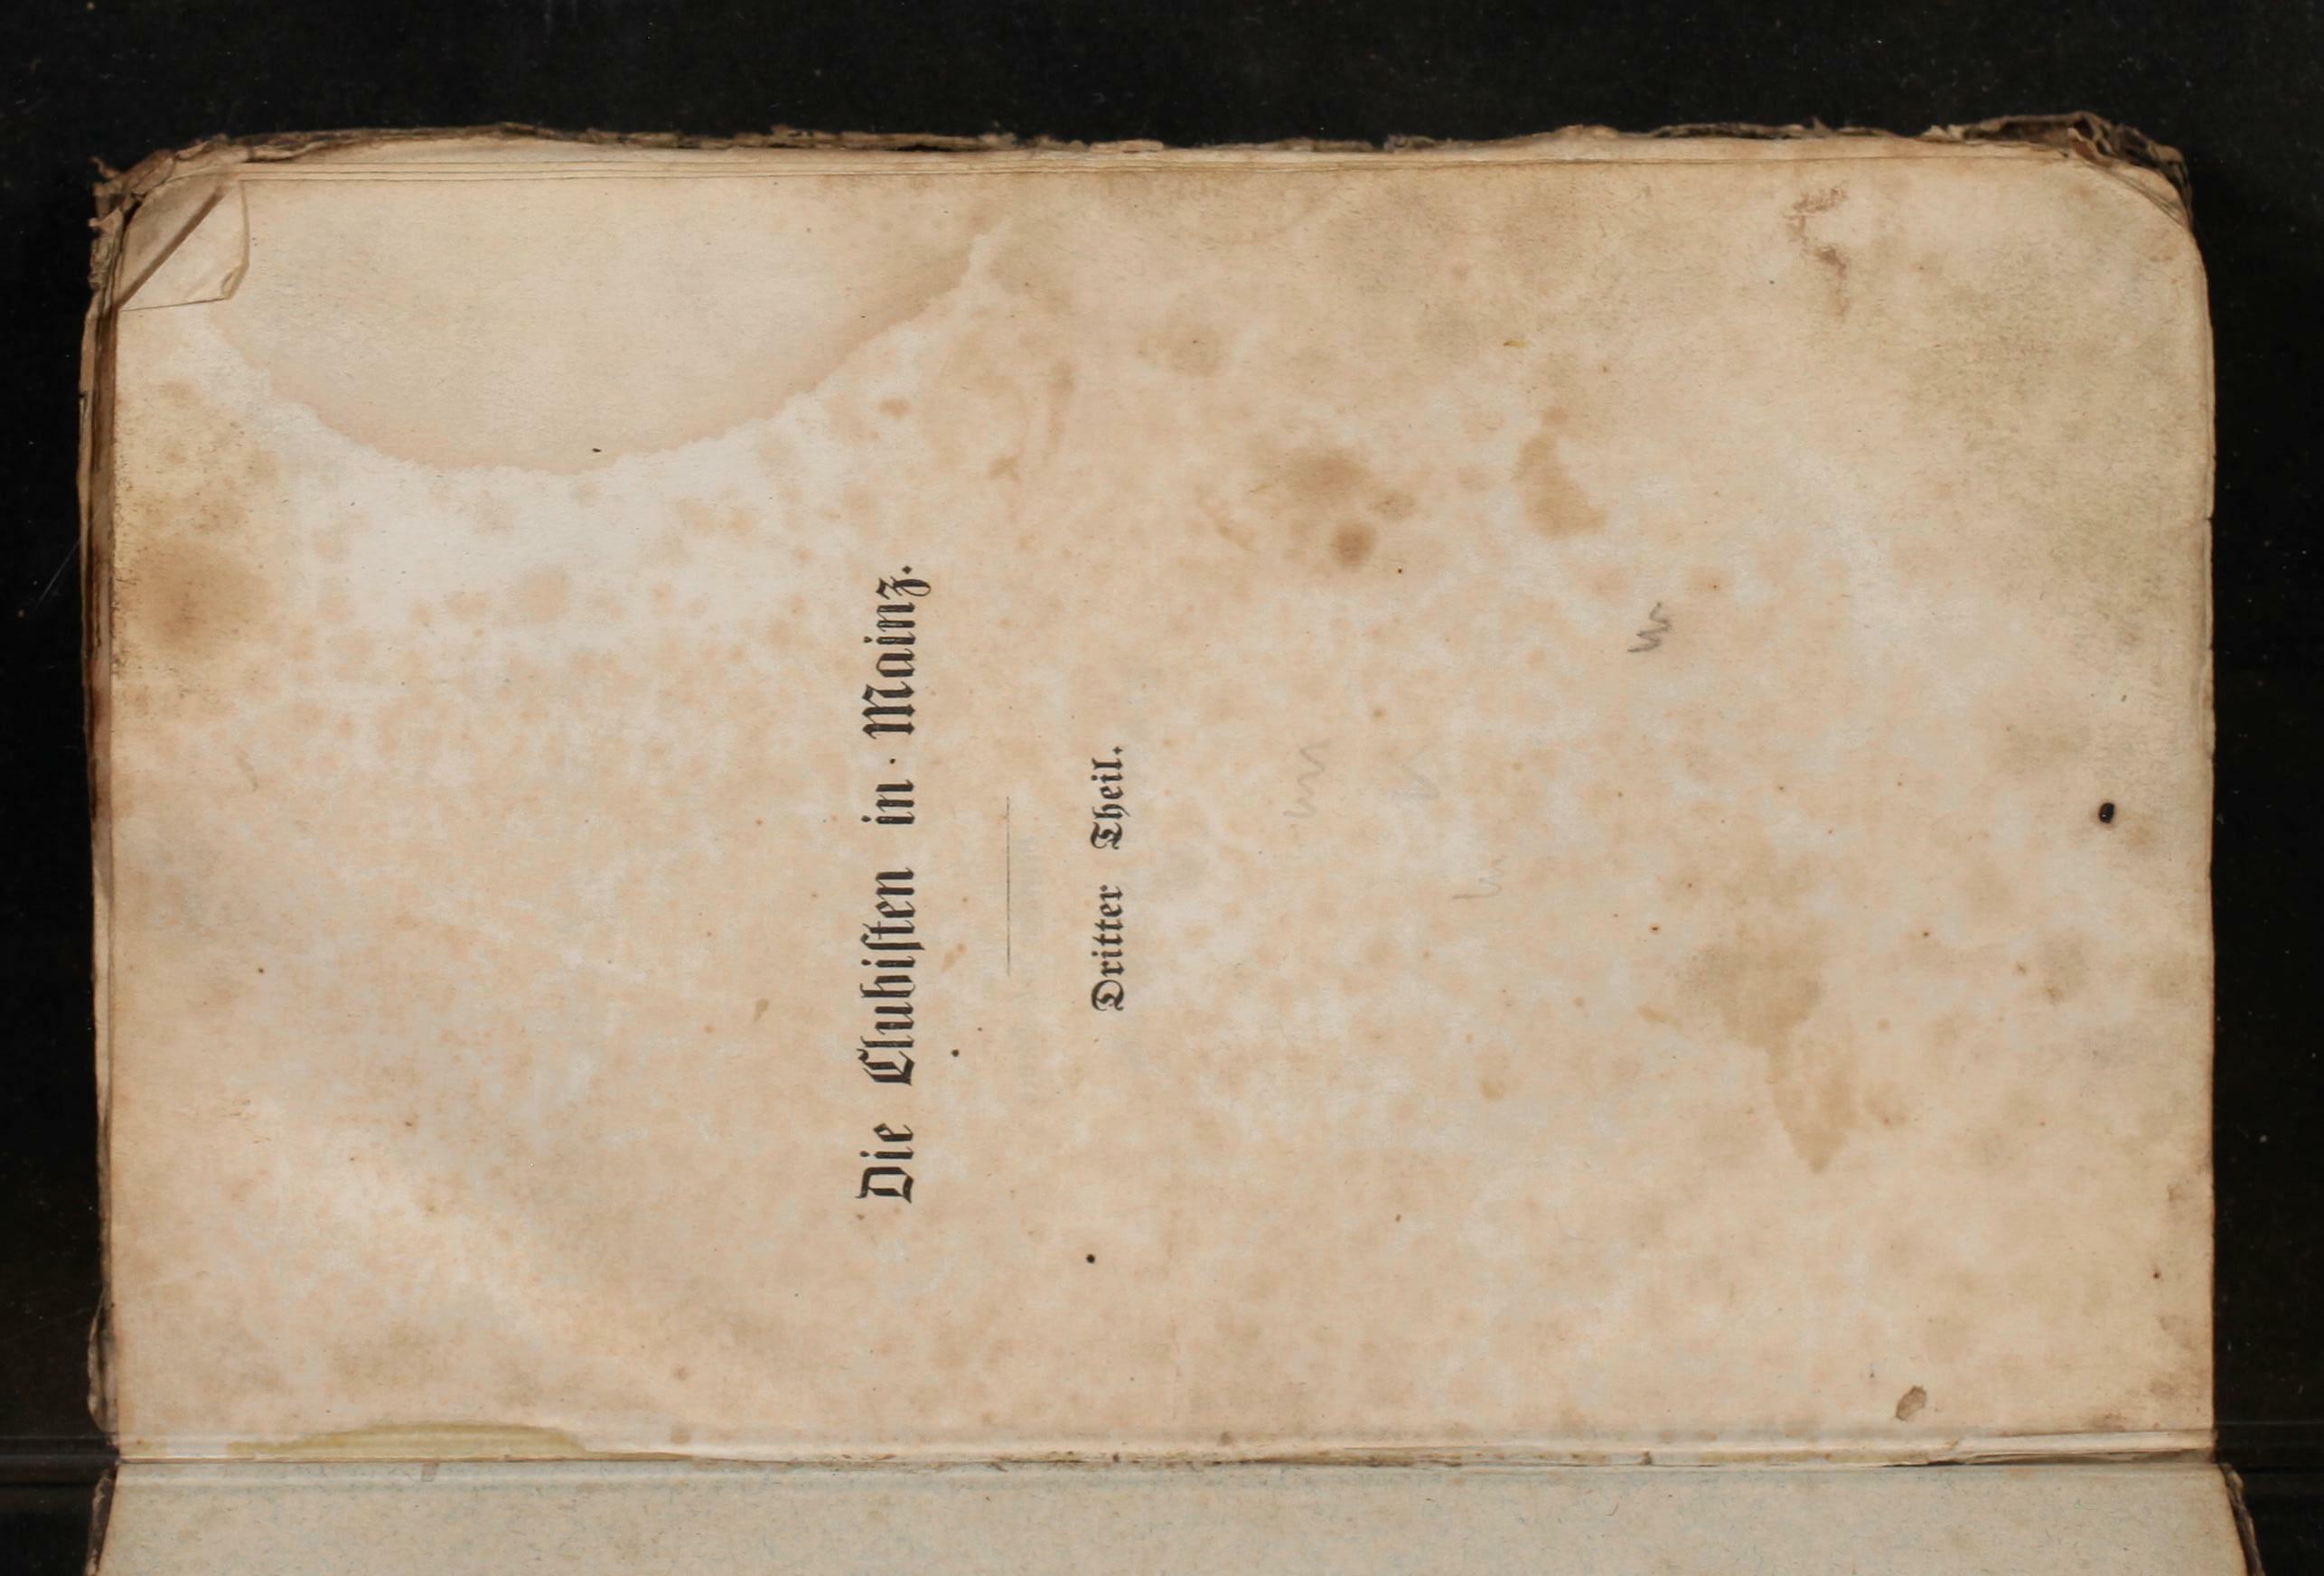 Die Clubiſten in Mainz.
Dritter Theil.